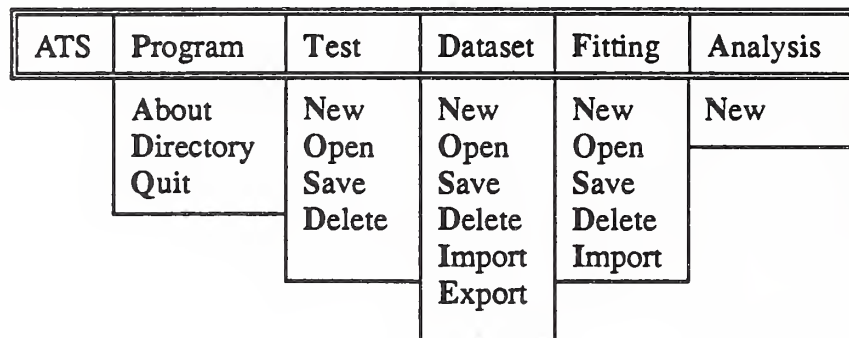 ATS Program Test Dataset Fitting Analysis
About New New New New
Directory Open Open Open
Quit Save Save Save
Delete Delete Delete
Import Import
Export